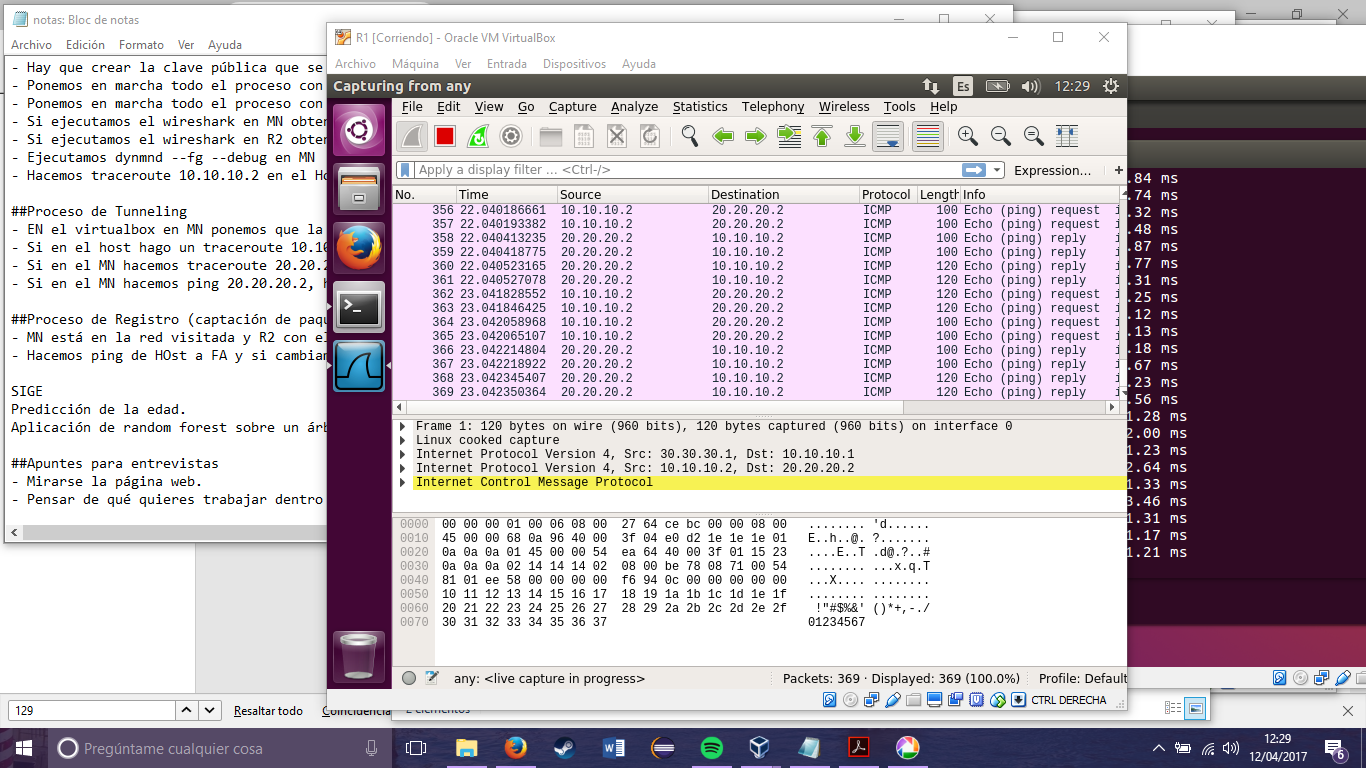 notas: Bloc de notas
Archivo Edición Formato Ver Ayuda
- Hay que crear la clave pública que se
- Ponemos en marcha todo el proceso con
- Ponemos en marcha todo el proceso con
- Si ejecutamos el wireshark en MN obten
- Si ejecutamos el wireshark en R2 obten
- Ejecutamos dynmnd --fg --debug en MN
- Hacemos traceroute 10.10.10.2 en el Ho
##Proceso de Tunneling
- EN el virtualbox en MN ponemos que la
- Si en el host hago un traceroute 10.10
- Si en el MN hacemos traceroute 20.20.2
- Si en el MN hacemos ping 20.20.20.2,
##Proceso de Registro (captación de paqu
- MN está en la red visitada y R2 con el
- Hacemos ping de HOst a FA y si cambian
SIGE
Predicción de la edad.
Aplicación de random forest sobre un árb
##Apuntes para entrevistas
- Mirarse la página web.
- Pensar de qué quieres trabajar dentro
R1 [Corriendo] - Oracle VM VirtualBox
Archivo Máquina Ver Entrada Dispositivos Ayuda
Capturing from any Es 12:29
File Edit View Go Capture Analyze Statistics Telephony Wireless Tools Help
Apply a display filter ... <Ctrl-/> Expression... +
No. Time Source Destination Protocol Length Info
356 22.040186661 10.10.10.2 20.20.20.2 ICMP 100 Echo (ping) request i
357 22.040193382 10.10.10.2 20.20.20.2 ICMP 100 Echo (ping) request i
358 22.040413235 20.20.20.2 10.10.10.2 ICMP 100 Echo (ping) reply i
359 22.040418775 20.20.20.2 10.10.10.2 ICMP 100 Echo (ping) reply i
360 22.040523165 20.20.20.2 10.10.10.2 ICMP 120 Echo (ping) reply i
361 22.040527078 20.20.20.2 10.10.10.2 ICMP 120 Echo (ping) reply i
362 23.041828552 10.10.10.2 20.20.20.2 ICMP 120 Echo (ping) request i
363 23.041846425 10.10.10.2 20.20.20.2 ICMP 120 Echo (ping) request i
364 23.042058968 10.10.10.2 20.20.20.2 ICMP 100 Echo (ping) request i
365 23.042065107 10.10.10.2 20.20.20.2 ICMP 100 Echo (ping) request i
366 23.042214804 20.20.20.2 10.10.10.2 ICMP 100 Echo (ping) reply i
367 23.042218922 20.20.20.2 10.10.10.2 ICMP 100 Echo (ping) reply i
368 23.042345407 20.20.20.2 10.10.10.2 ICMP 120 Echo (ping) reply i
369 23.042350364 20.20.20.2 10.10.10.2 ICMP 120 Echo (ping) reply i
Frame 1: 120 bytes on wire (960 bits), 120 bytes captured (960 bits) on interface 0
Linux cooked capture
Internet Protocol Version 4, Src: 30.30.30.1, Dst: 10.10.10.1
Internet Protocol Version 4, Src: 10.10.10.2, Dst: 20.20.20.2
Internet Control Message Protocol
0000 00 00 00 01 00 06 08 00 27 64 ce bc 00 00 08 00 ........ 'd......
0010 45 00 00 68 0a 96 40 00 3f 04 e0 d2 1e 1e 1e 01 E..h..@. ?.......
0020 0a 0a 0a 01 45 00 00 54 ea 64 40 00 3f 01 15 23 ....E..T .d@.?..#
0030 0a 0a 0a 02 14 14 14 02 08 00 be 78 08 71 00 54 ........ ...x.q.T
0040 81 01 ee 58 00 00 00 00 f6 94 0c 00 00 00 00 00 ...X.... ........
0050 10 11 12 13 14 15 16 17 18 19 1a 1b 1c 1d 1e 1f ........ ........
0060 20 21 22 23 24 25 26 27 28 29 2a 2b 2c 2d 2e 2f !"#$%&' ()*+,-./
0070 30 31 32 33 34 35 36 37 01234567
any: <live capture in progress> Packets: 369 · Displayed: 369 (100.0%) Profile: Default
CTRL DERECHA
.84 ms
.74 ms
.32 ms
.48 ms
.87 ms
.77 ms
.31 ms
.25 ms
.12 ms
.13 ms
.18 ms
.67 ms
.23 ms
.56 ms
1.28 ms
2.00 ms
1.23 ms
2.64 ms
1.33 ms
3.46 ms
1.31 ms
1.17 ms
1.21 ms
129 Resaltar todo Coincidencia 2 elementos
Pregúntame cualquier cosa
12:29
12/04/2017
6